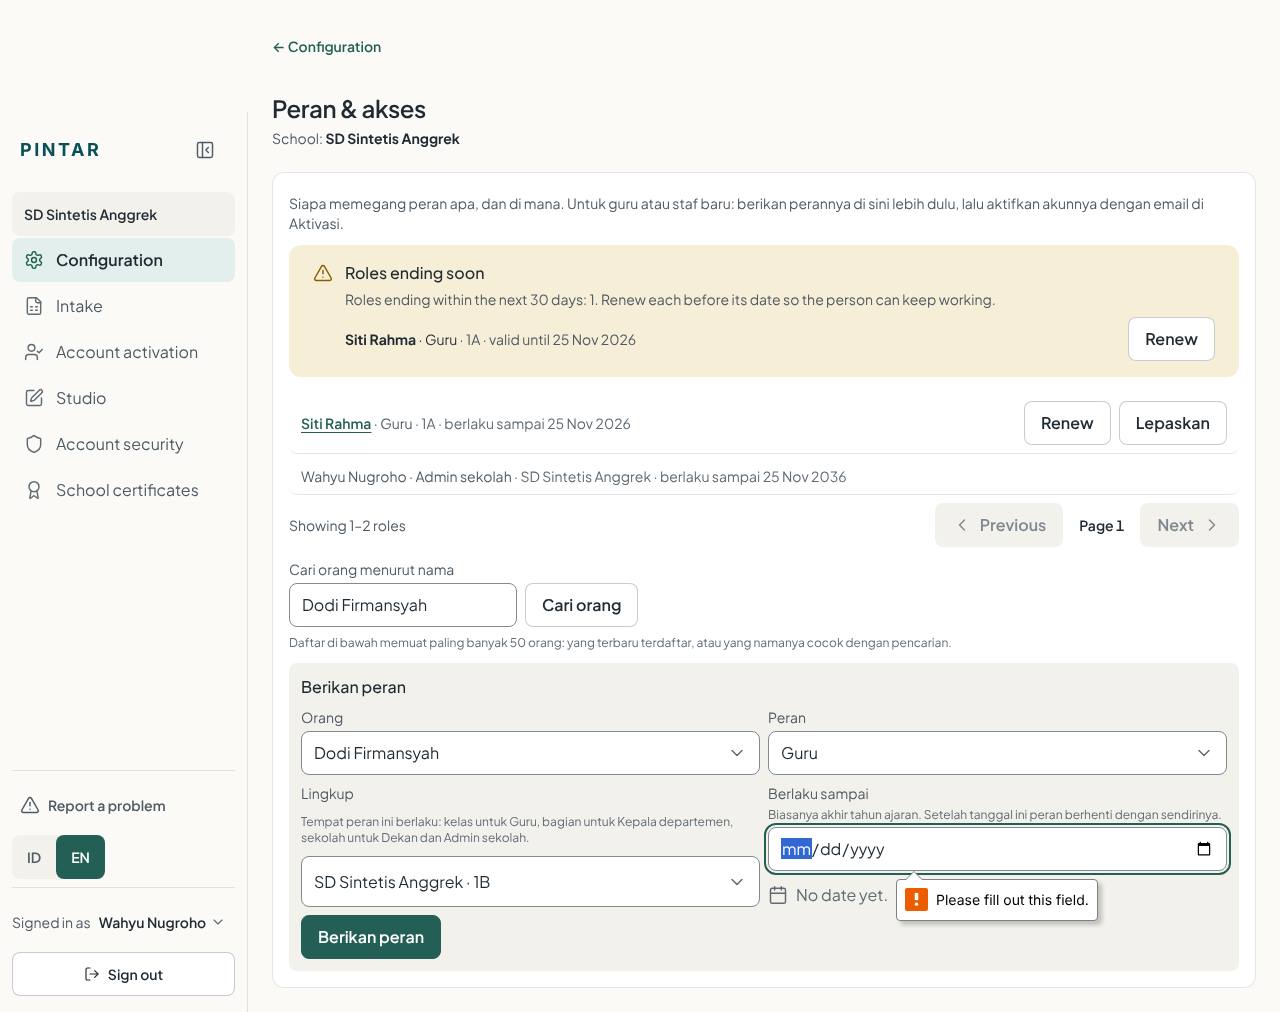 ← Configuration
Peran & akses
School: SD Sintetis Anggrek
PINTAR
SD Sintetis Anggrek
Configuration
Intake
Account activation
Studio
Account security
School certificates
Report a problem
ID
EN
Signed in as Wahyu Nugroho
Sign out
Siapa memegang peran apa, dan di mana. Untuk guru atau staf baru: berikan perannya di sini lebih dulu, lalu aktifkan akunnya dengan email di
Aktivasi.
Roles ending soon
Roles ending within the next 30 days: 1. Renew each before its date so the person can keep working.
Siti Rahma · Guru · 1A · valid until 25 Nov 2026
Renew
Siti Rahma · Guru · 1A · berlaku sampai 25 Nov 2026
Renew
Lepaskan
Wahyu Nugroho · Admin sekolah · SD Sintetis Anggrek · berlaku sampai 25 Nov 2036
Showing 1–2 roles
Previous
Page 1
Next
Cari orang menurut nama
Dodi Firmansyah
Cari orang
Daftar di bawah memuat paling banyak 50 orang: yang terbaru terdaftar, atau yang namanya cocok dengan pencarian.
Berikan peran
Orang
Dodi Firmansyah
Peran
Guru
Lingkup
Tempat peran ini berlaku: kelas untuk Guru, bagian untuk Kepala departemen,
sekolah untuk Dekan dan Admin sekolah.
SD Sintetis Anggrek · 1B
Berlaku sampai
Biasanya akhir tahun ajaran. Setelah tanggal ini peran berhenti dengan sendirinya.
mm/dd/yyyy
No date yet.
Please fill out this field.
Berikan peran